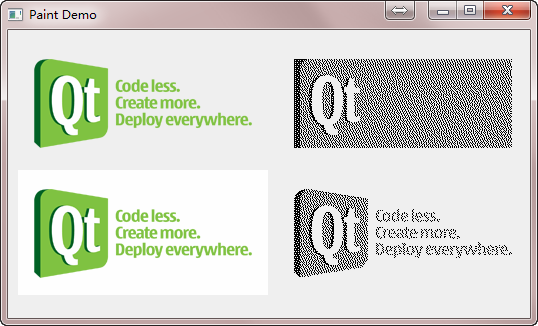 Paint Demo
Qt
Code less.
Create more.
Deploy everywhere.
Qt
Qt
Code less.
Create more.
Deploy everywhere.
Qt
Code less.
Create more.
Deploy everywhere.